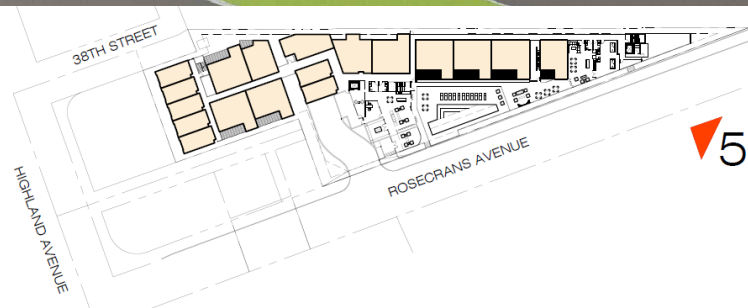 38TH STREET
HIGHLAND AVENUE
ROSECRANS AVENUE
5